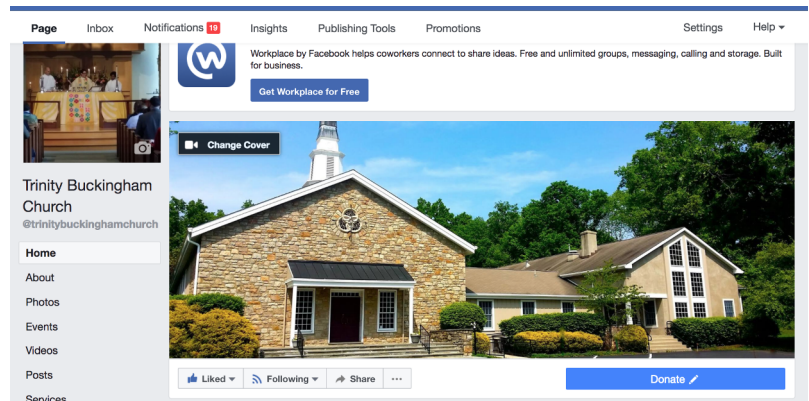 Page Inbox Notifications 19 Insights Publishing Tools Promotions Settings Help
Workplace by Facebook helps coworkers connect to share ideas. Free and unlimited groups, messaging, calling and storage. Built
for business.
Get Workplace for Free
Change Cover
Trinity Buckingham
Church
@trinitybuckinghamchurch
Home
About
Photos
Events
Videos
Posts
Services
Liked Following Share ...
Donate